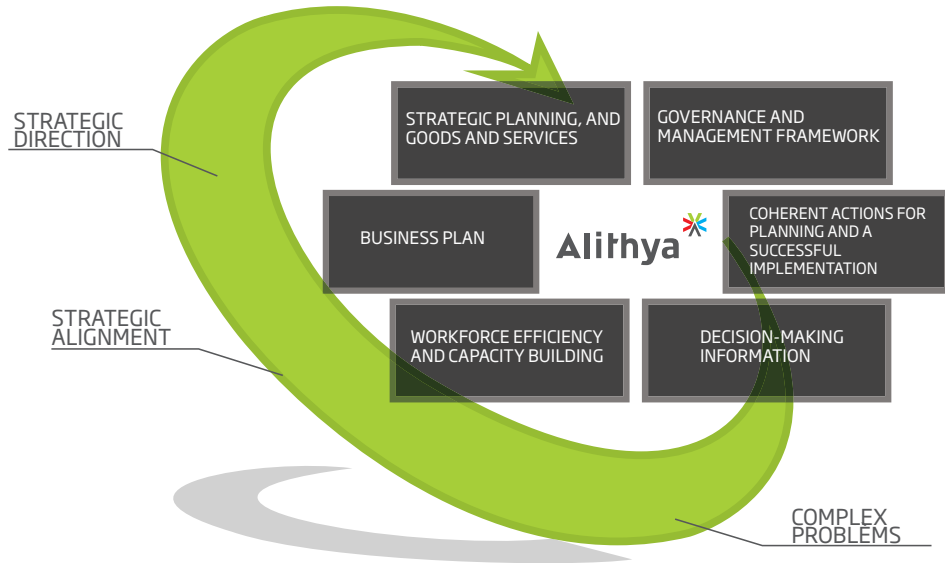 STRATEGIC
DIRECTION
STRATEGIC PLANNING, AND
GOODS AND SERVICES
GOVERNANCE AND
MANAGEMENT FRAMEWORK
BUSINESS PLAN
Alithya
COHERENT ACTIONS FOR
PLANNING AND A
SUCCESSFUL
IMPLEMENTATION
STRATEGIC
ALIGNMENT
WORKFORCE EFFICIENCY
AND CAPACITY BUILDING
DECISION-MAKING
INFORMATION
COMPLEX
PROBLEMS